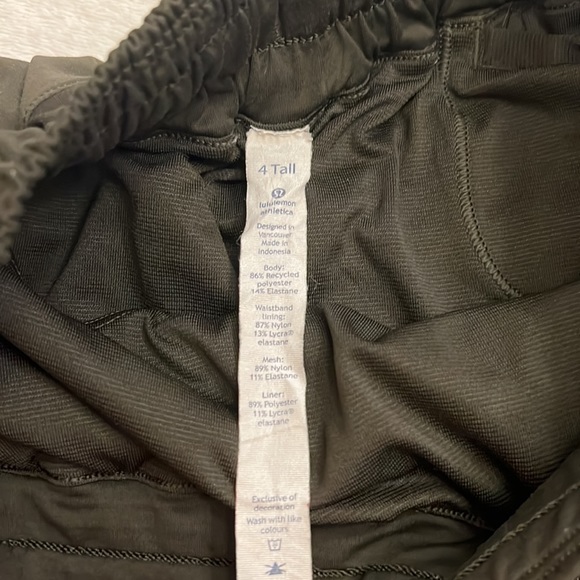 4 Tall
lululemon
athletica
Designed in
Vancouver
Made in
Indonesia
Body:
86% Recycled
polyester
14% Elastane
Waistband
lining:
87% Nylon
13% Lycra®
elastane
Mesh:
89% Nylon
11% Elastane
Liner:
89% Polyester
11% Lycra®
elastane
Exclusive of
decoration
Wash with like
colours